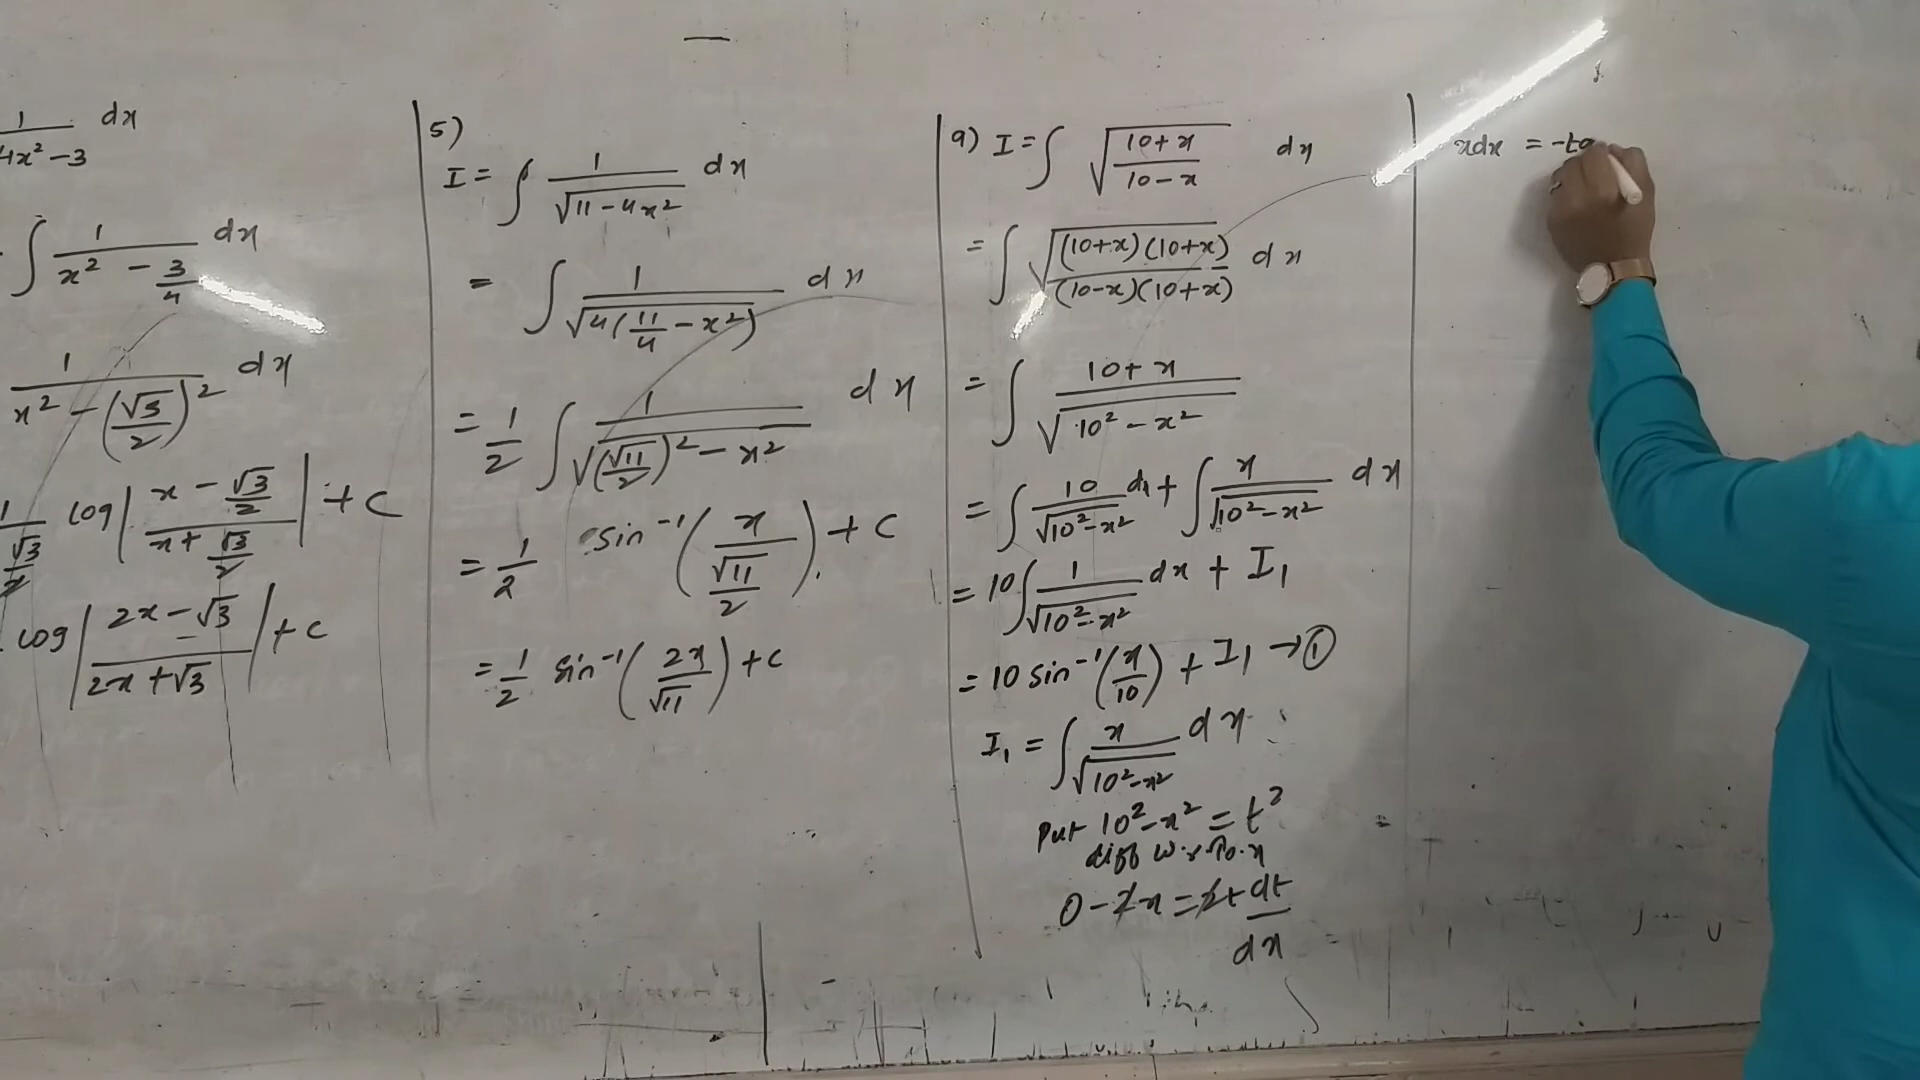 1/(4x² − 3) dx
∫ 1/(x² − 3/4) dx
1/(x² − (√3/2)²) dx
log |(x − √3/2)/(x + √3/2)| + c
log |(2x − √3)/(2x + √3)| + c
5)
I = ∫ 1/√(11 − 4x²) dx
= ∫ 1/√(4(11/4 − x²)) dx
= 1/2 ∫ 1/√((√11/2)² − x²) dx
= 1/2 sin⁻¹(x/(√11/2)) + c
= 1/2 sin⁻¹(2x/√11) + c
9) I = ∫ √((10+x)/(10−x)) dx
= ∫ √((10+x)(10+x)/(10−x)(10+x)) dx
= ∫ (10+x)/√(10² − x²)
= ∫ 10/√(10²−x²) dx + ∫ x/√(10²−x²) dx
= 10 ∫ 1/√(10²−x²) dx + I₁
= 10 sin⁻¹(x/10) + I₁ → ①
I₁ = ∫ x/√(10²−x²) dx
put 10² − x² = t²
diff w.r.to.x
0 − 2x = 2t dt/dx
xdx = −t